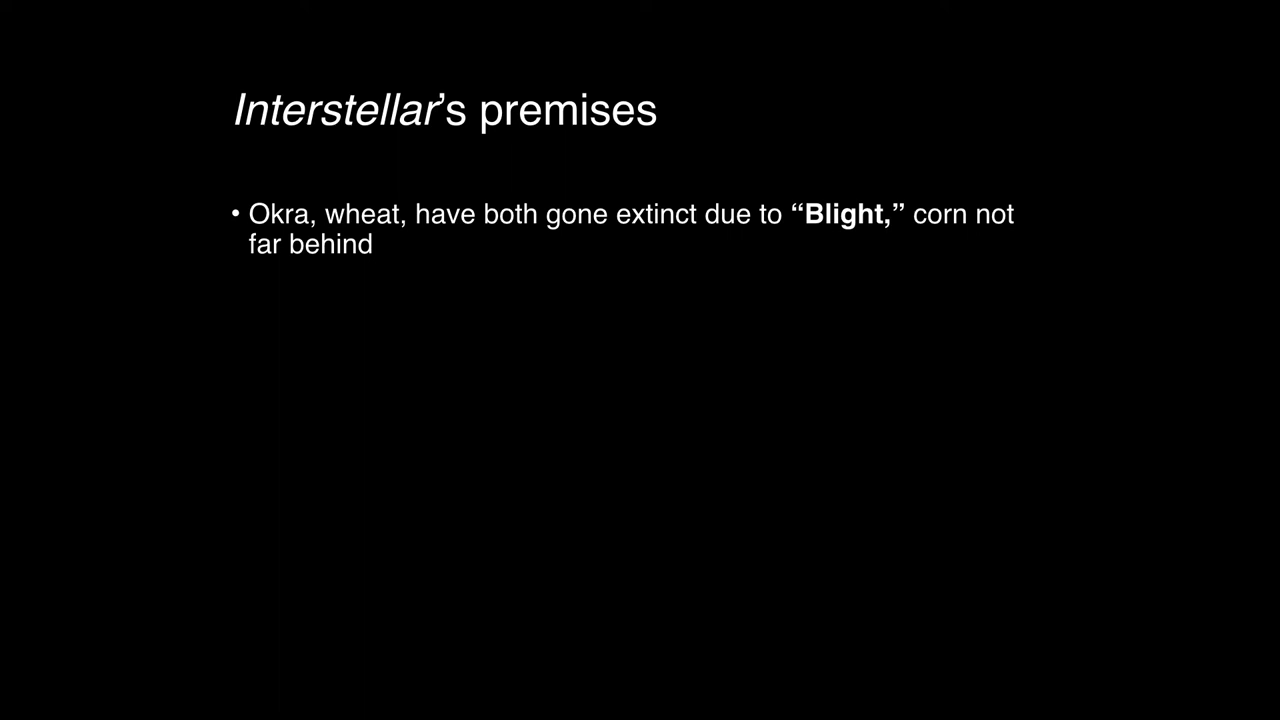 Interstellar’s premises
• Okra, wheat, have both gone extinct due to “Blight,” corn not
far behind